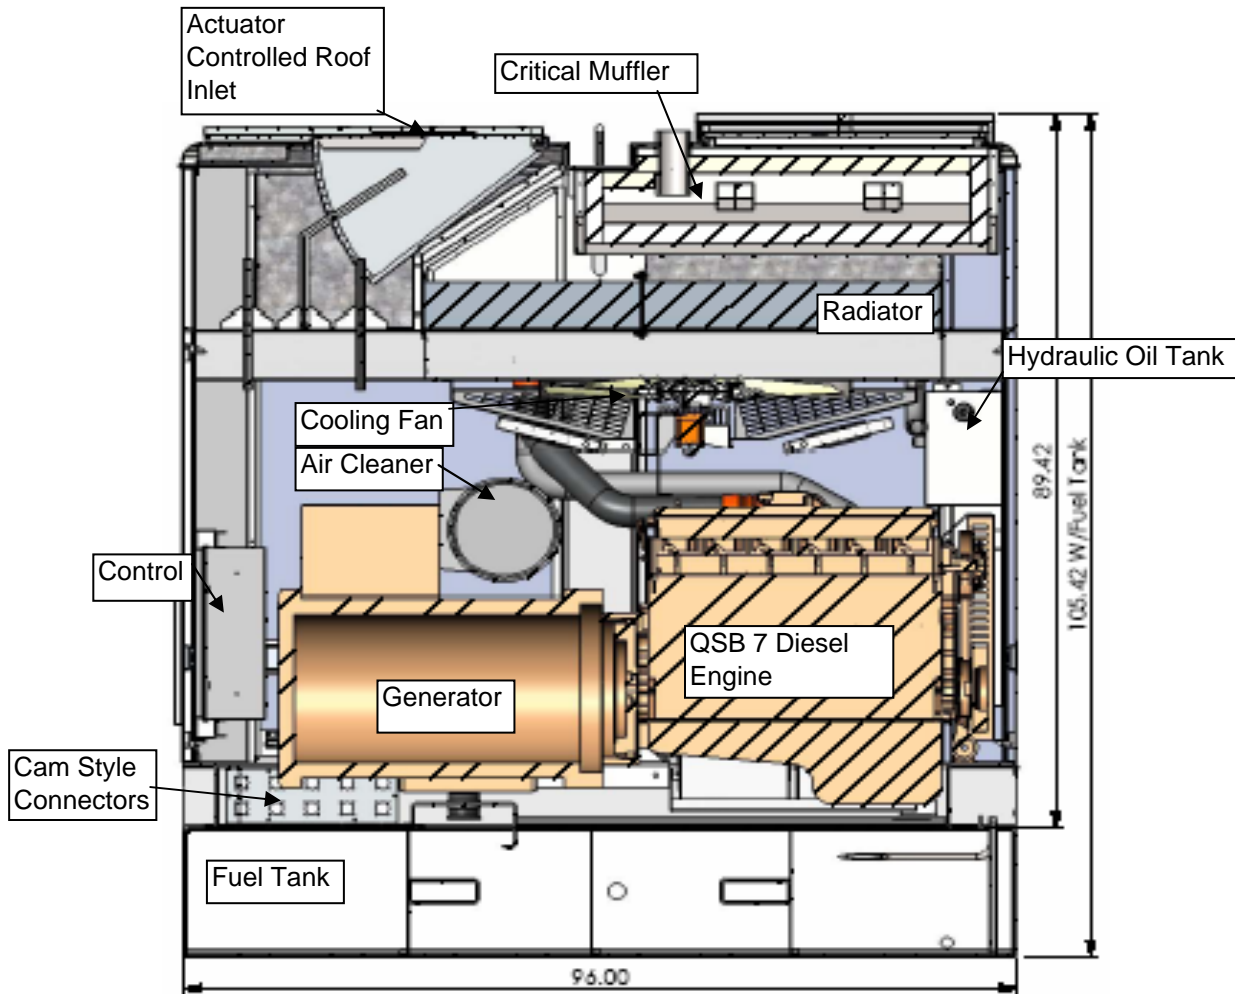 Actuator
Controlled Roof
Inlet
Critical Muffler
Radiator
Hydraulic Oil Tank
Cooling Fan
Air Cleaner
89.42
105.42 W/Fuel Tank
Control
QSB 7 Diesel
Engine
Generator
Cam Style
Connectors
Fuel Tank
96.00